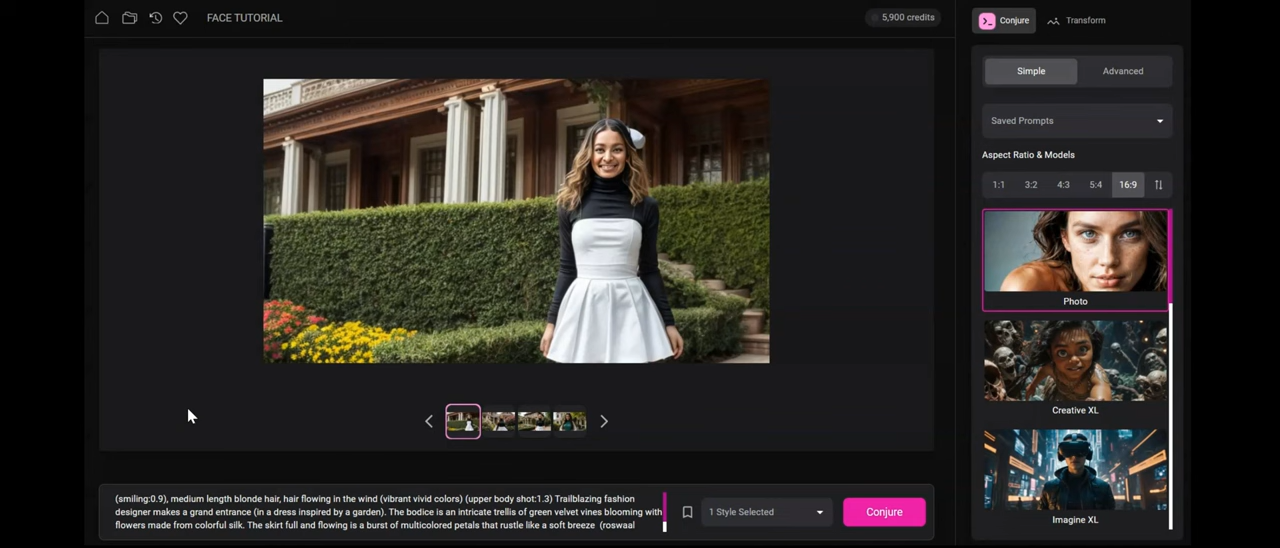 FACE TUTORIAL
5,900 credits
Conjure
Transform
Simple
Advanced
Saved Prompts
Aspect Ratio & Models
1:1
3:2
4:3
5:4
16:9
Photo
Creative XL
Imagine XL
(smiling:0.9), medium length blonde hair, hair flowing in the wind (vibrant vivid colors) (upper body shot:1.3) Trailblazing fashion
designer makes a grand entrance (in a dress inspired by a garden). The bodice is an intricate trellis of green velvet vines blooming with
flowers made from colorful silk. The skirt full and flowing is a burst of multicolored petals that rustle like a soft breeze (roswaal
1 Style Selected
Conjure